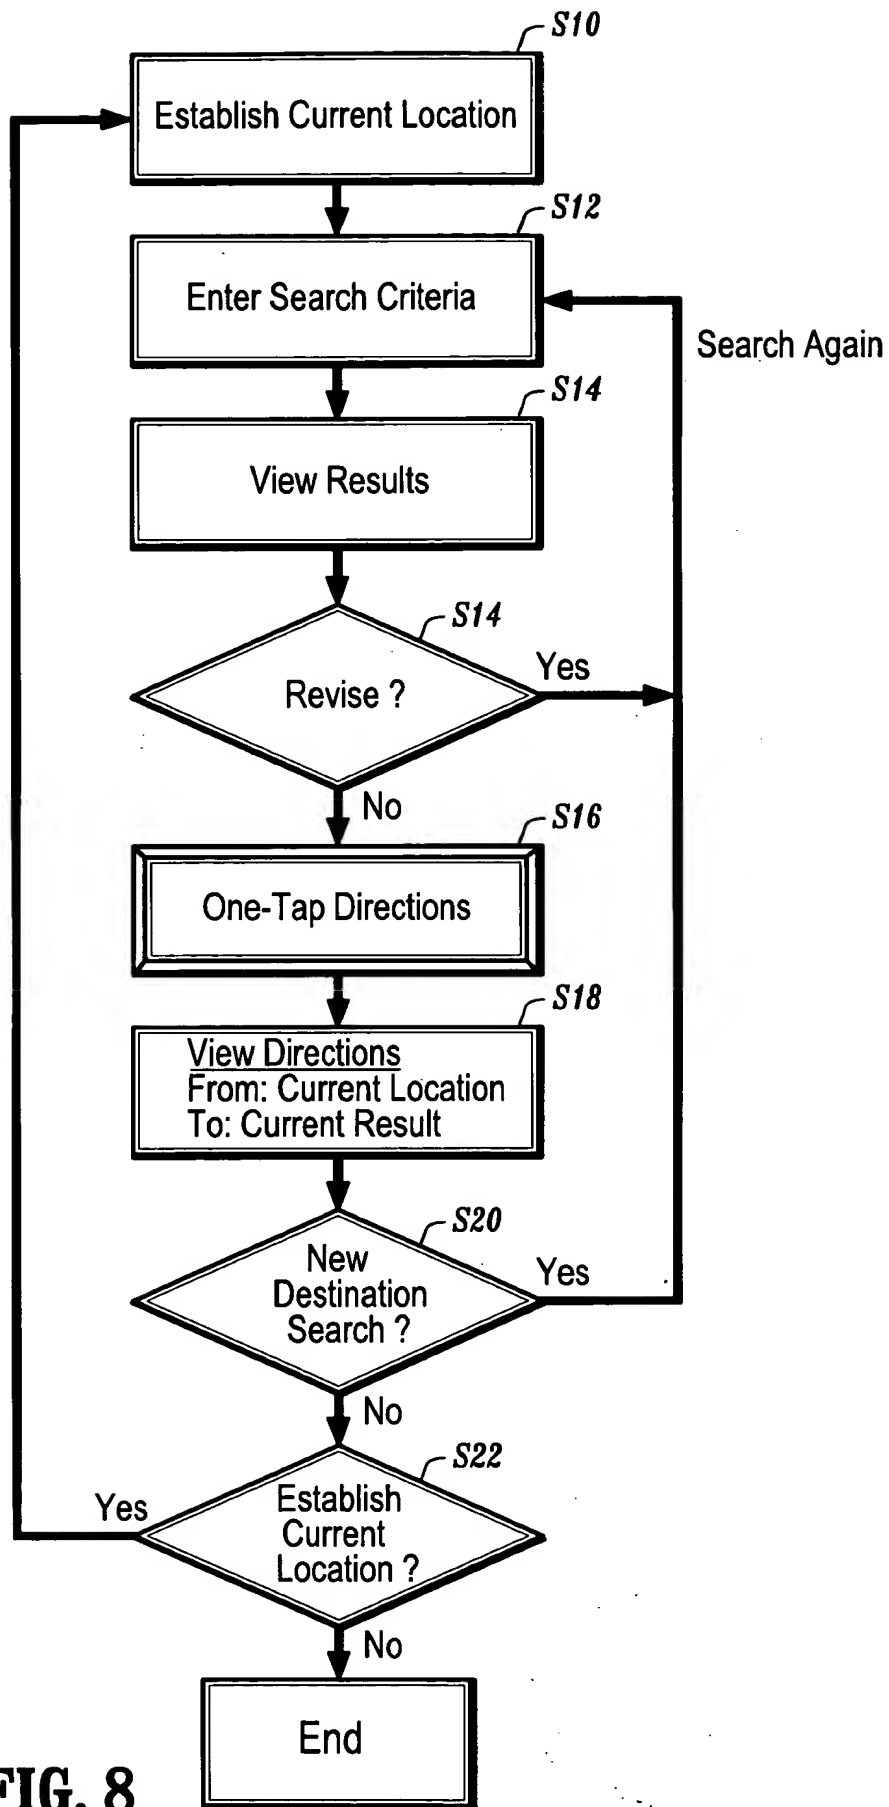 S10
Establish Current Location
S12
Enter Search Criteria
Search Again
S14
View Results
S14
Revise ?
Yes
No
S16
One-Tap Directions
S18
View Directions
From: Current Location
To: Current Result
S20
New
Destination
Search ?
Yes
No
S22
Establish
Current
Location ?
Yes
No
End
FIG. 8